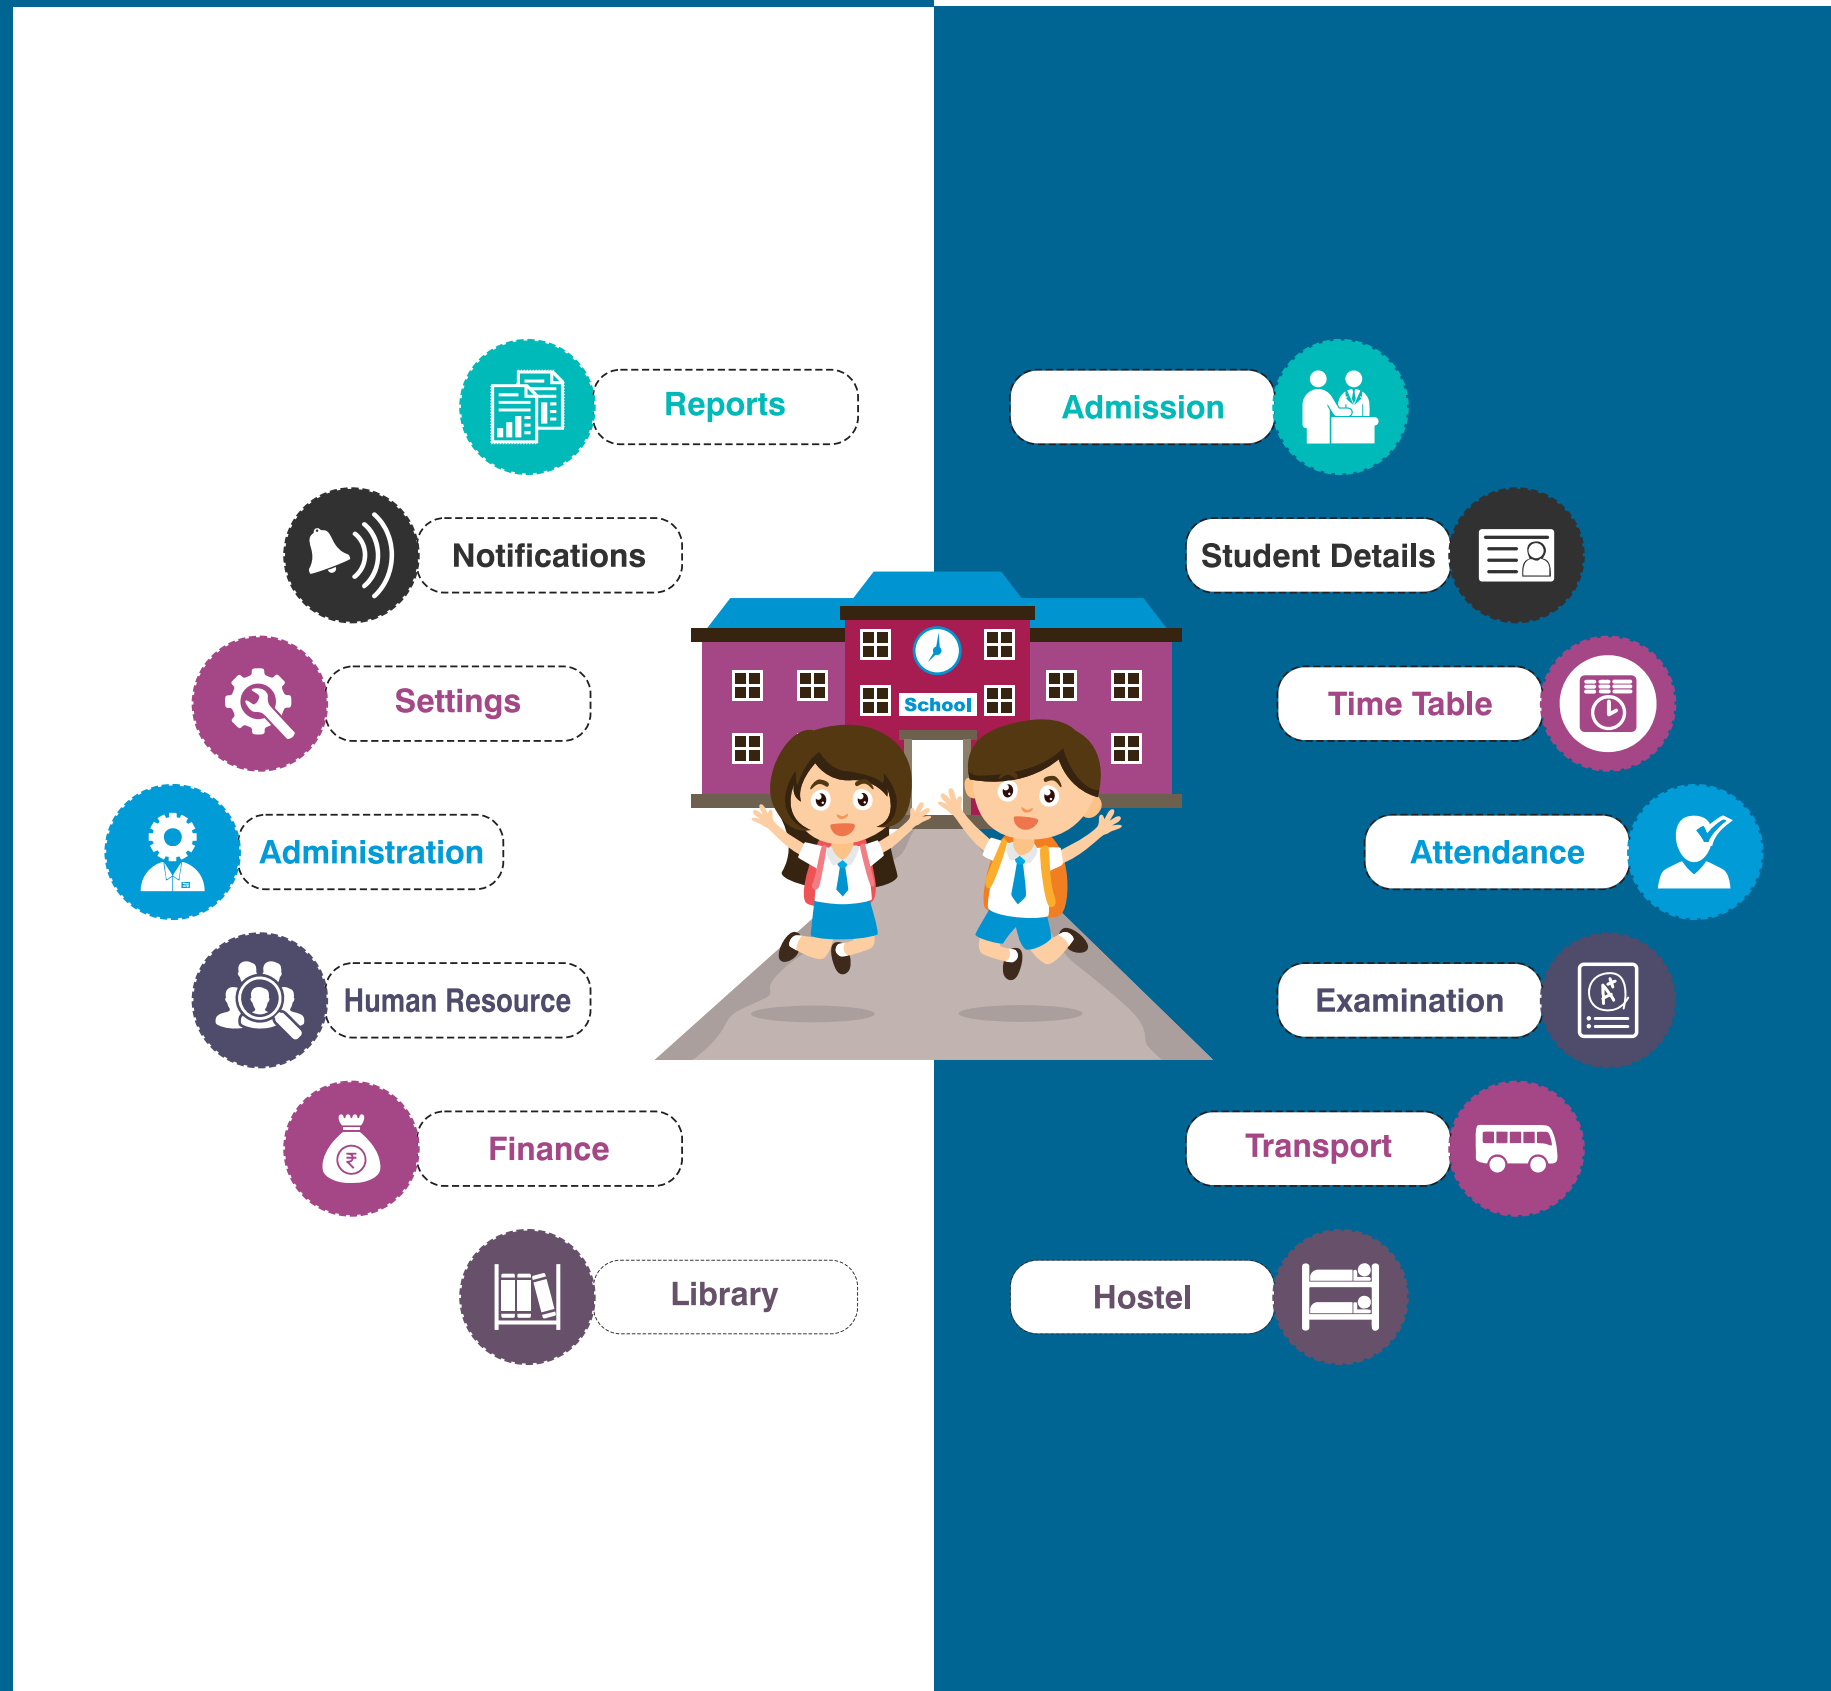 Reports
Admission
Notifications
Student Details
Settings
School
Time Table
Administration
Attendance
Human Resource
Examination
A+
₹
Finance
Transport
Library
Hostel